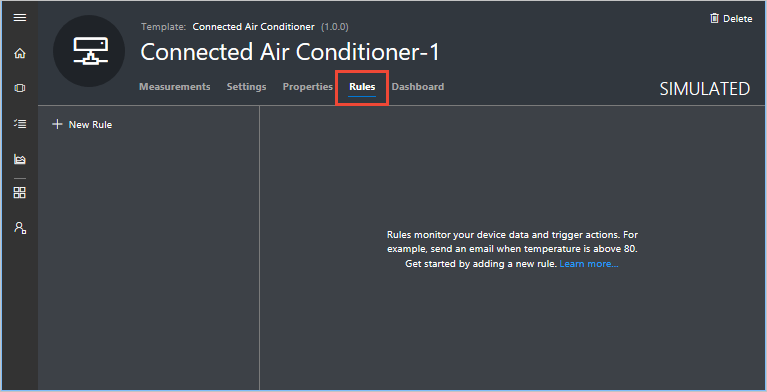 Template: Connected Air Conditioner (1.0.0)
Delete
Connected Air Conditioner-1
Measurements Settings Properties Rules Dashboard
SIMULATED
New Rule
Rules monitor your device data and trigger actions. For
example, send an email when temperature is above 80.
Get started by adding a new rule. Learn more...